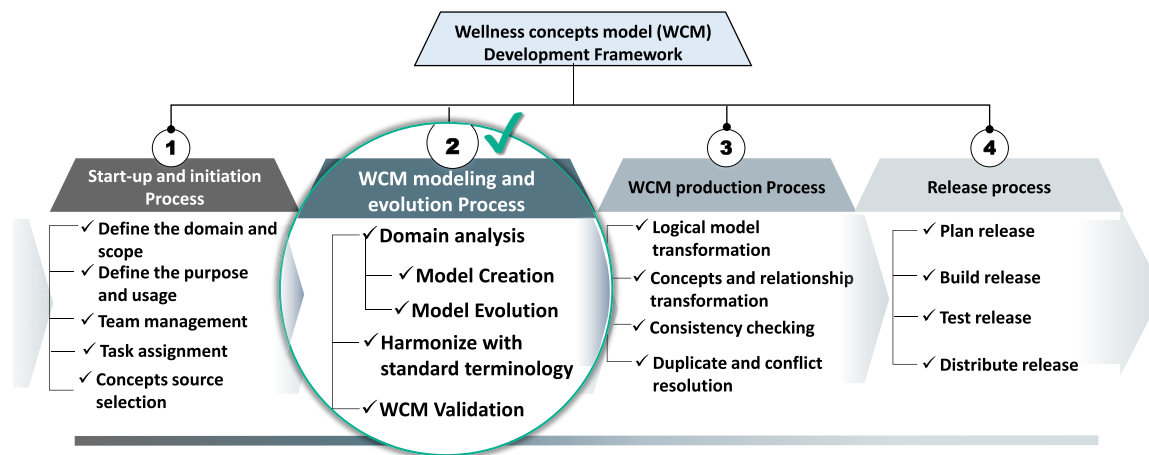 Wellness concepts model (WCM)
Development Framework
1
Start-up and initiation
Process
✓ Define the domain and
scope
✓ Define the purpose
and usage
✓ Team management
✓ Task assignment
✓ Concepts source
selection
2
WCM modeling and
evolution Process
✓ Domain analysis
✓ Model Creation
✓ Model Evolution
✓ Harmonize with
standard terminology
✓ WCM Validation
3
WCM production Process
✓ Logical model
transformation
✓ Concepts and relationship
transformation
✓ Consistency checking
✓ Duplicate and conflict
resolution
4
Release process
✓ Plan release
✓ Build release
✓ Test release
✓ Distribute release